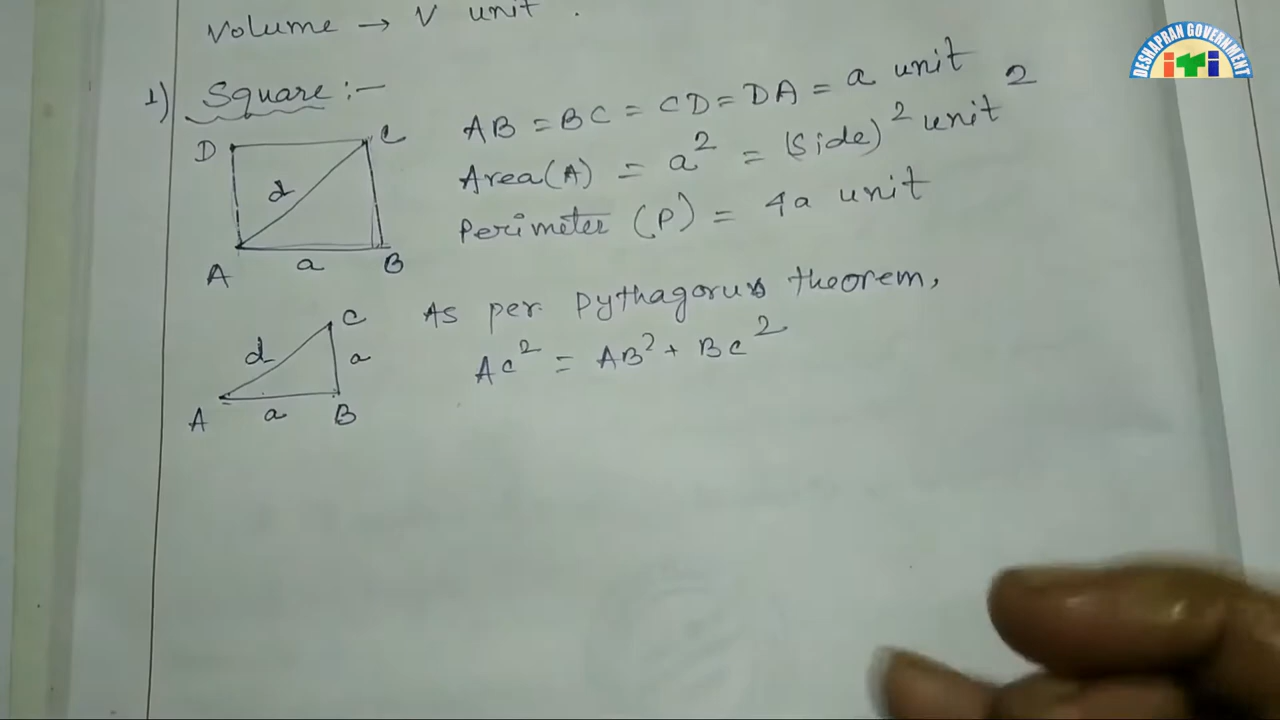 Volume → V unit .
1) Square :-
AB = BC = CD = DA = a unit
Area(A) = a² = (Side)² unit²
Perimeter (P) = 4a unit
D C
d
A a B
As per Pythagorus theorem,
AC² = AB² + BC²
C
d a
A a B
DESHAPRAN GOVERNMENT
iTi